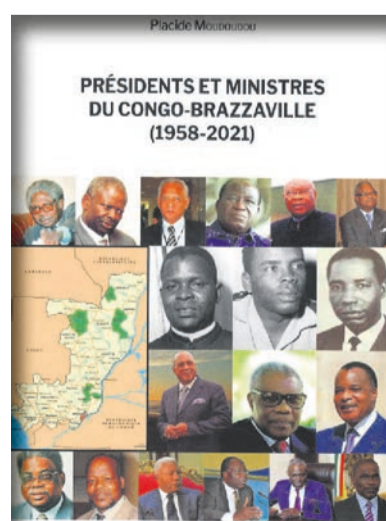 Placide MOUDOUDOU
PRÉSIDENTS ET MINISTRES
DU CONGO-BRAZZAVILLE
(1958-2021)